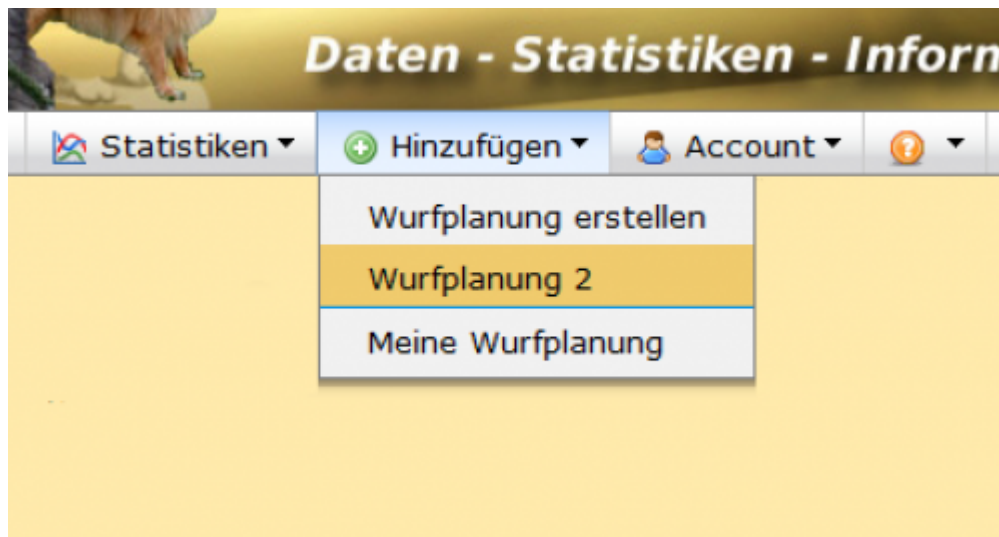 Daten - Statistiken - Inform
Statistiken Hinzufügen Account
Wurfplanung erstellen
Wurfplanung 2
Meine Wurfplanung